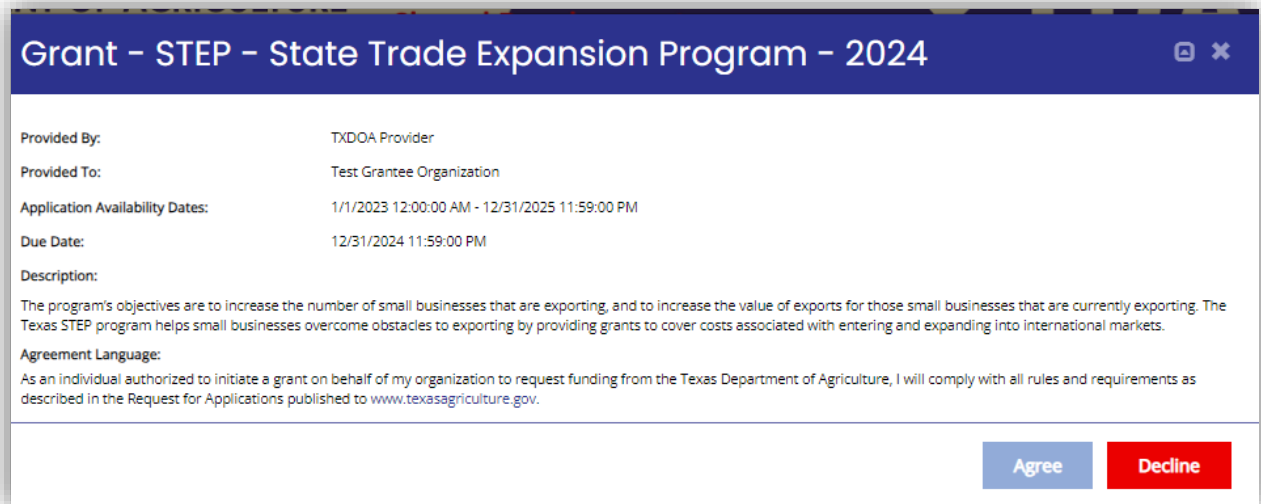 Grant - STEP - State Trade Expansion Program - 2024
Provided By: TXDOA Provider
Provided To: Test Grantee Organization
Application Availability Dates: 1/1/2023 12:00:00 AM - 12/31/2025 11:59:00 PM
Due Date: 12/31/2024 11:59:00 PM
Description:
The program's objectives are to increase the number of small businesses that are exporting, and to increase the value of exports for those small businesses that are currently exporting. The
Texas STEP program helps small businesses overcome obstacles to exporting by providing grants to cover costs associated with entering and expanding into international markets.
Agreement Language:
As an individual authorized to initiate a grant on behalf of my organization to request funding from the Texas Department of Agriculture, I will comply with all rules and requirements as
described in the Request for Applications published to www.texasagriculture.gov.
Agree Decline